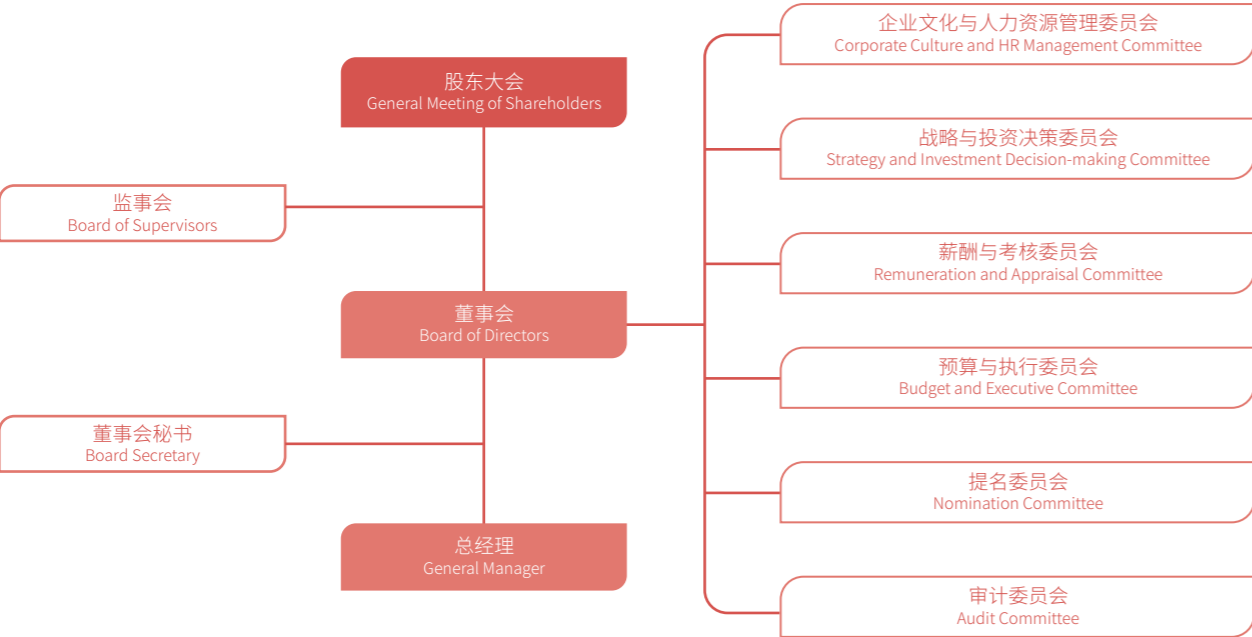 股东大会
General Meeting of Shareholders
监事会
Board of Supervisors
董事会
Board of Directors
董事会秘书
Board Secretary
总经理
General Manager
企业文化与人力资源管理委员会
Corporate Culture and HR Management Committee
战略与投资决策委员会
Strategy and Investment Decision-making Committee
薪酬与考核委员会
Remuneration and Appraisal Committee
预算与执行委员会
Budget and Executive Committee
提名委员会
Nomination Committee
审计委员会
Audit Committee